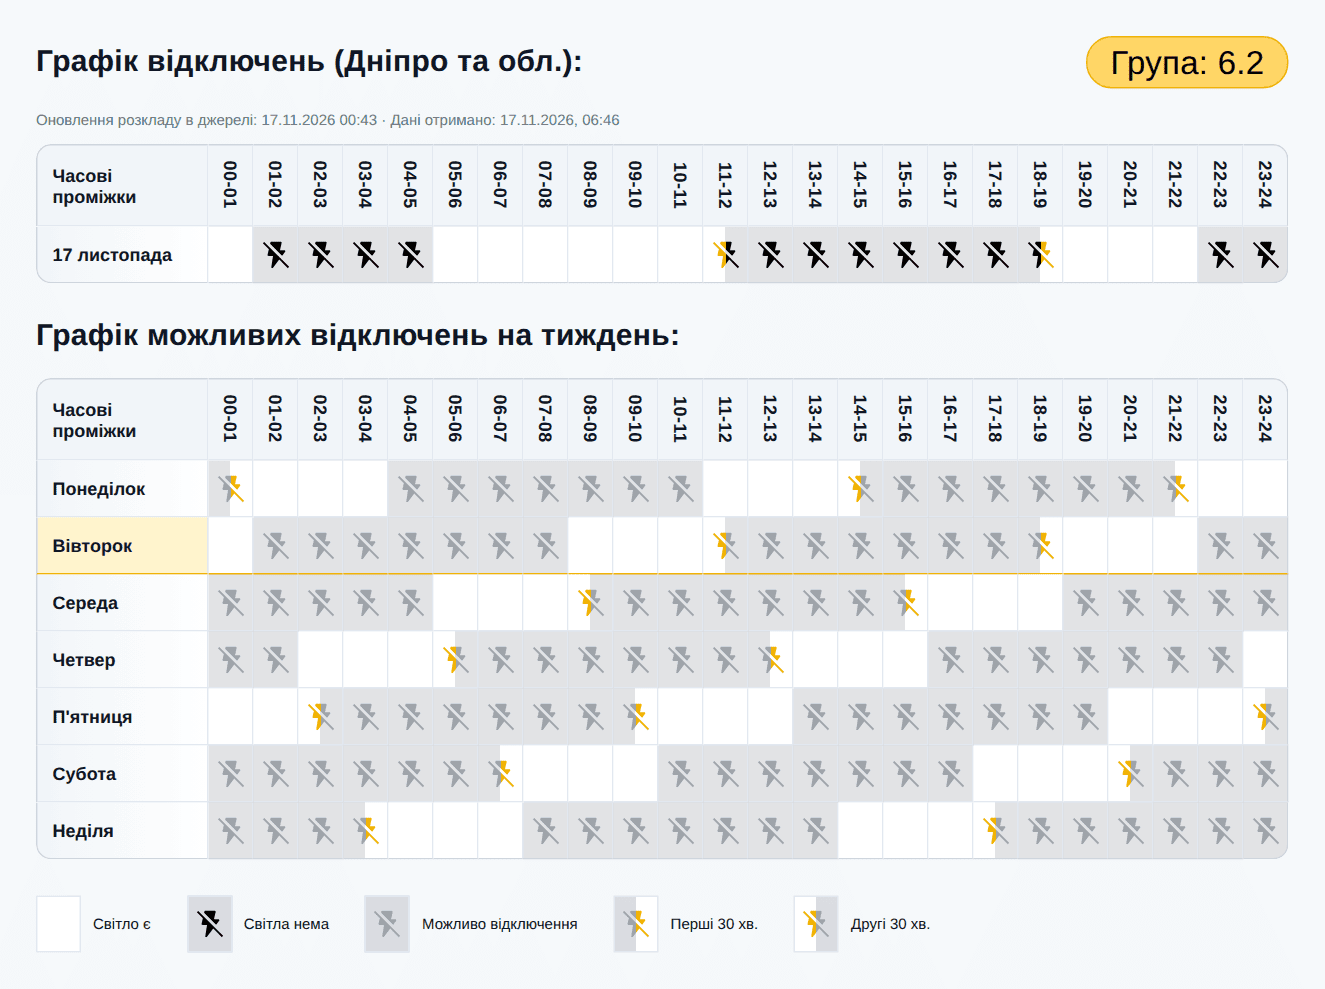 Графік відключень (Дніпро та обл.):
Група: 6.2
Оновлення розкладу в джерелі: 17.11.2026 00:43 · Дані отримано: 17.11.2026, 06:46
Часові проміжки 00-01 01-02 02-03 03-04 04-05 05-06 06-07 07-08 08-09 09-10 10-11 11-12 12-13 13-14 14-15 15-16 16-17 17-18 18-19 19-20 20-21 21-22 22-23 23-24
17 листопада
Графік можливих відключень на тиждень:
Часові проміжки 00-01 01-02 02-03 03-04 04-05 05-06 06-07 07-08 08-09 09-10 10-11 11-12 12-13 13-14 14-15 15-16 16-17 17-18 18-19 19-20 20-21 21-22 22-23 23-24
Понеділок
Вівторок
Середа
Четвер
П'ятниця
Субота
Неділя
Світло є Світла нема Можливо відключення Перші 30 хв. Другі 30 хв.